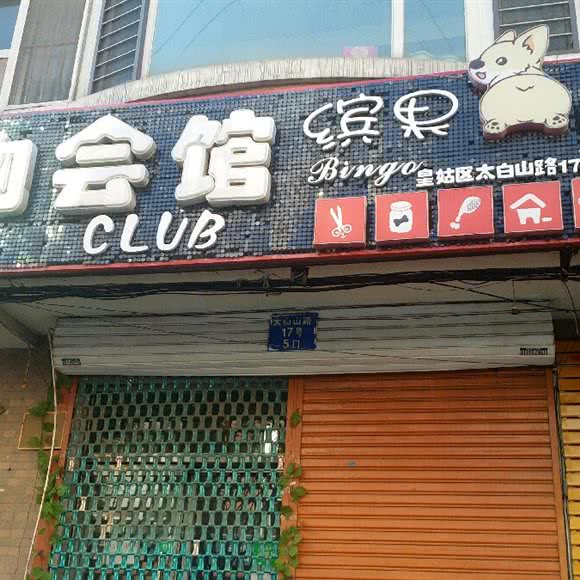 会馆
CLUB
缤果
Bingo
皇姑区太白山路17
太白山路
17号
5门